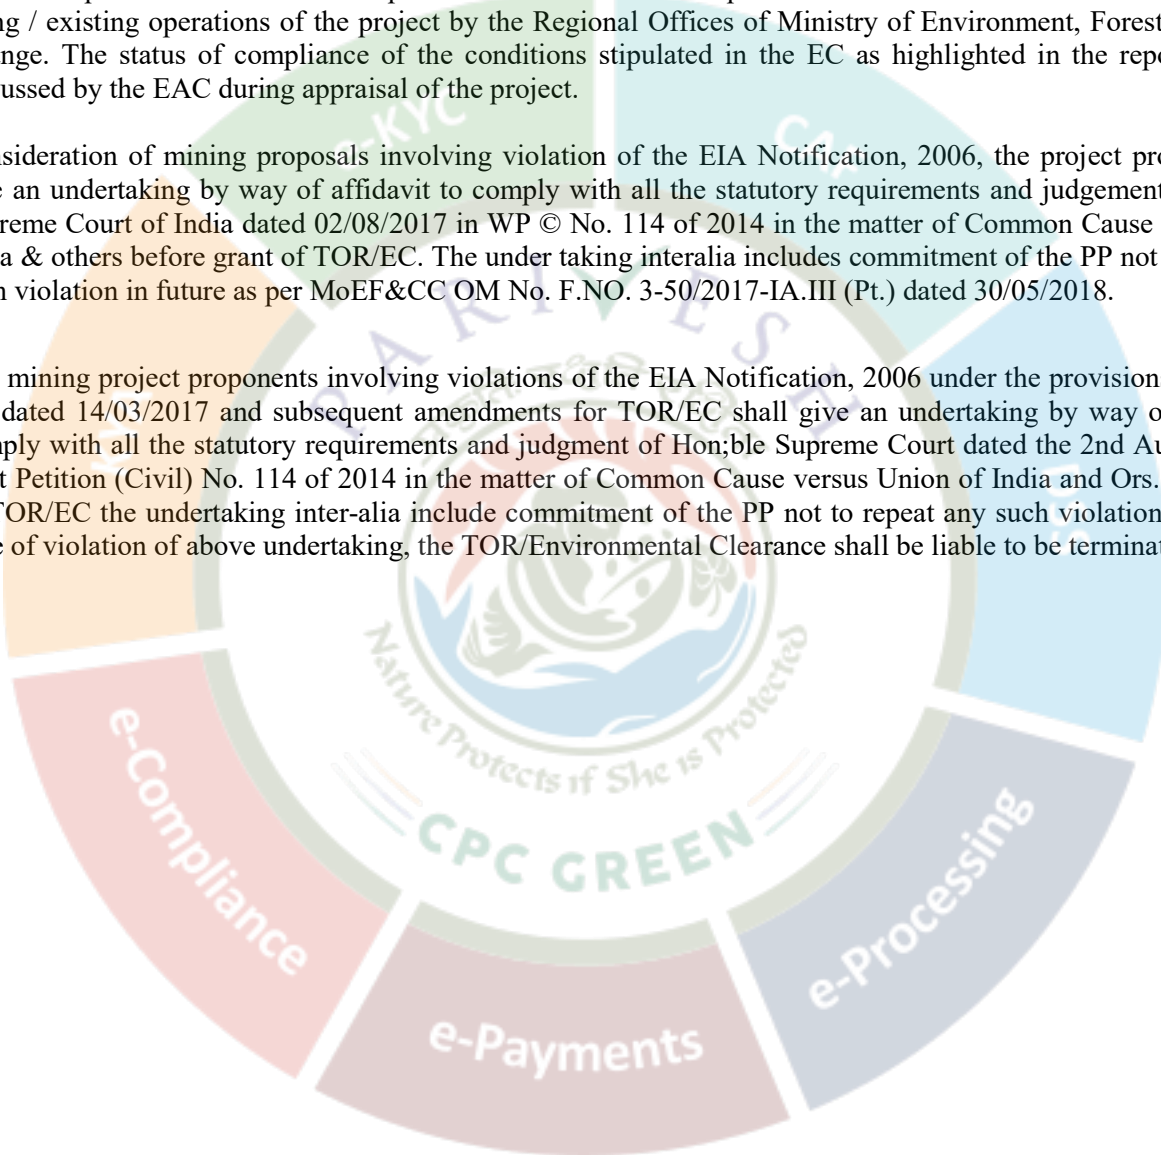 ng / existing operations of the project by the Regional Offices of Ministry of Environment, Forest
nge. The status of compliance of the conditions stipulated in the EC as highlighted in the repo
ussed by the EAC during appraisal of the project.
nsideration of mining proposals involving violation of the EIA Notification, 2006, the project pro
e an undertaking by way of affidavit to comply with all the statutory requirements and judgement
reme Court of India dated 02/08/2017 in WP © No. 114 of 2014 in the matter of Common Cause
a & others before grant of TOR/EC. The under taking interalia includes commitment of the PP not
n violation in future as per MoEF&CC OM No. F.NO. 3-50/2017-IA.III (Pt.) dated 30/05/2018.
mining project proponents involving violations of the EIA Notification, 2006 under the provision
dated 14/03/2017 and subsequent amendments for TOR/EC shall give an undertaking by way o
mply with all the statutory requirements and judgment of Hon;ble Supreme Court dated the 2nd Au
t Petition (Civil) No. 114 of 2014 in the matter of Common Cause versus Union of India and Ors.
TOR/EC the undertaking inter-alia include commitment of the PP not to repeat any such violation
e of violation of above undertaking, the TOR/Environmental Clearance shall be liable to be terminat
e-KYC
CAF
PARIVESH
DSS
Nature Protects if She is Protected
CPC GREEN
e-Compliance
e-Payments
e-Processing